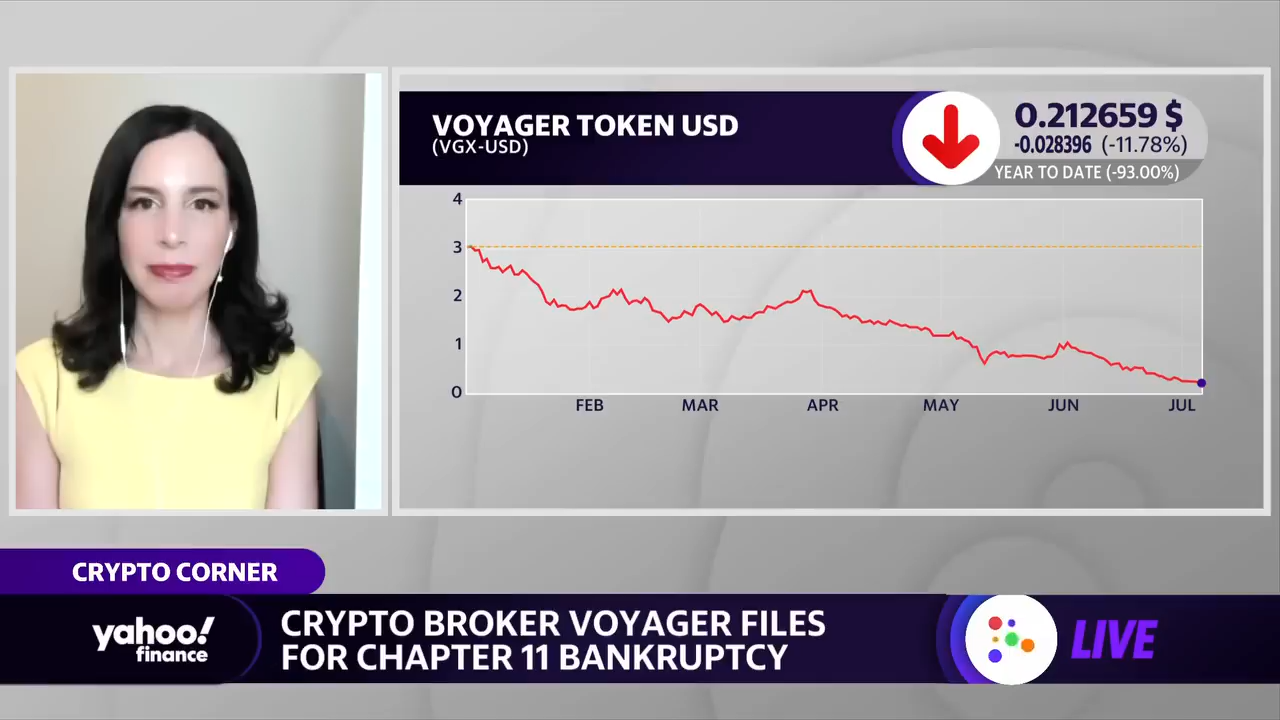 VOYAGER TOKEN USD
(VGX-USD)
0.212659 $
-0.028396 (-11.78%)
YEAR TO DATE (-93.00%)
4
3
2
1
0
FEB MAR APR MAY JUN JUL
CRYPTO CORNER
yahoo!
finance
CRYPTO BROKER VOYAGER FILES
FOR CHAPTER 11 BANKRUPTCY
LIVE